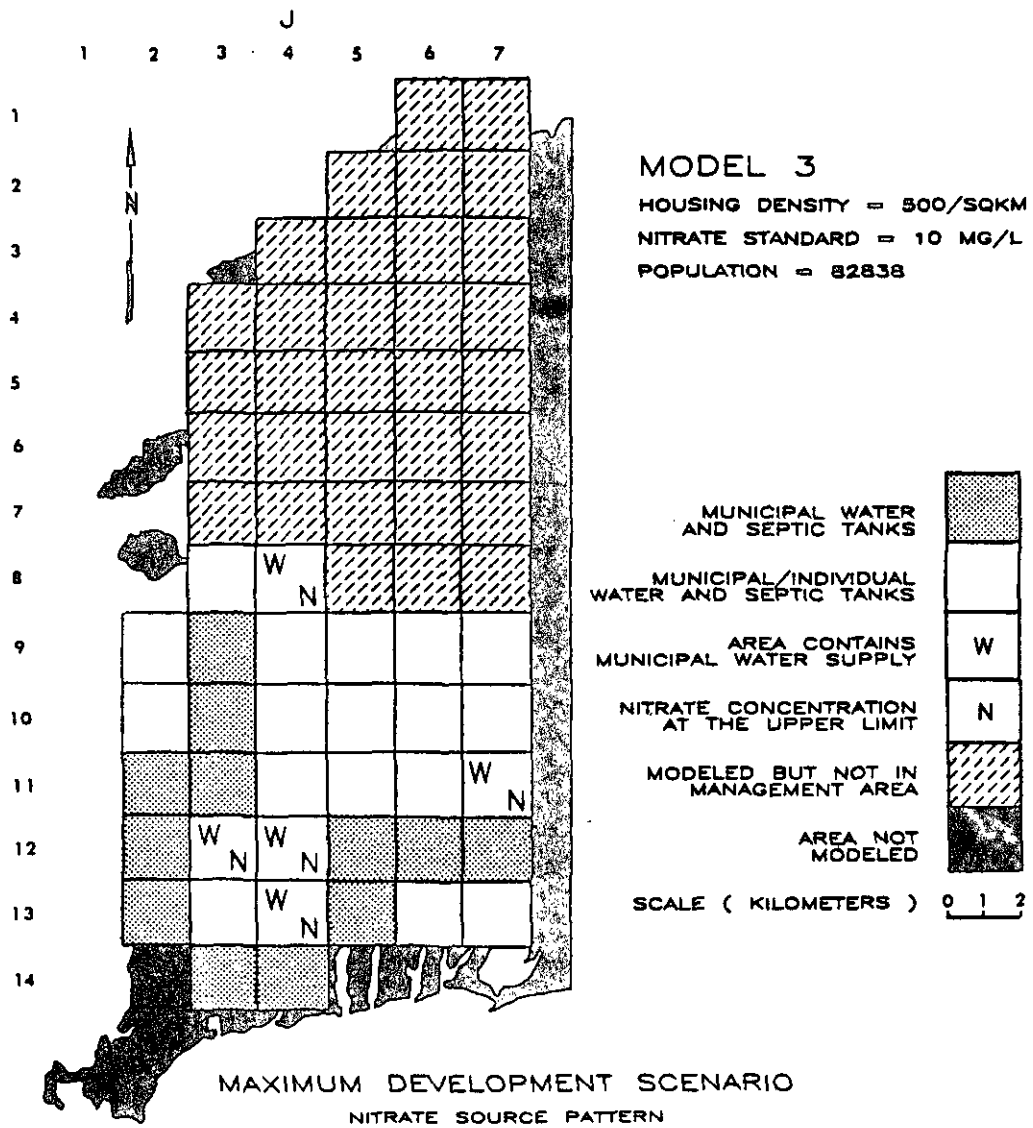 J
1 2 3 4 5 6 7
1
2
3
4
5
6
7
8
9
10
11
12
13
14
N
MODEL 3
HOUSING DENSITY = 500/SQKM
NITRATE STANDARD = 10 MG/L
POPULATION = 82838
W
N
W
N
W
N
W
N
W
N
MUNICIPAL WATER
AND SEPTIC TANKS
MUNICIPAL/INDIVIDUAL
WATER AND SEPTIC TANKS
AREA CONTAINS
MUNICIPAL WATER SUPPLY
W
NITRATE CONCENTRATION
AT THE UPPER LIMIT
N
MODELED BUT NOT IN
MANAGEMENT AREA
AREA NOT
MODELED
SCALE ( KILOMETERS )
0 1 2
MAXIMUM DEVELOPMENT SCENARIO
NITRATE SOURCE PATTERN